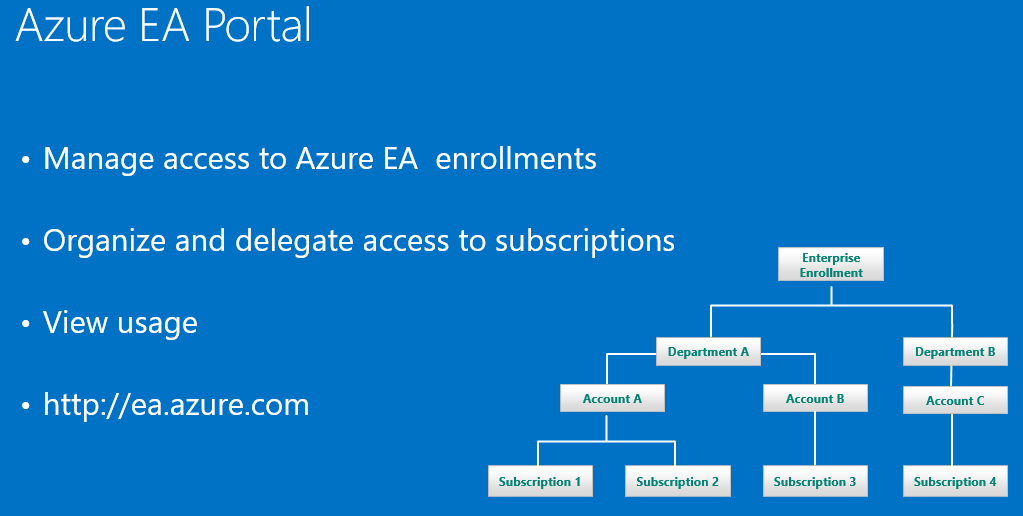 Azure EA Portal
• Manage access to Azure EA  enrollments
• Organize and delegate access to subscriptions
• View usage
• http://ea.azure.com
Enterprise
Enrollment
Department A
Department B
Account A
Account B
Account C
Subscription 1
Subscription 2
Subscription 3
Subscription 4